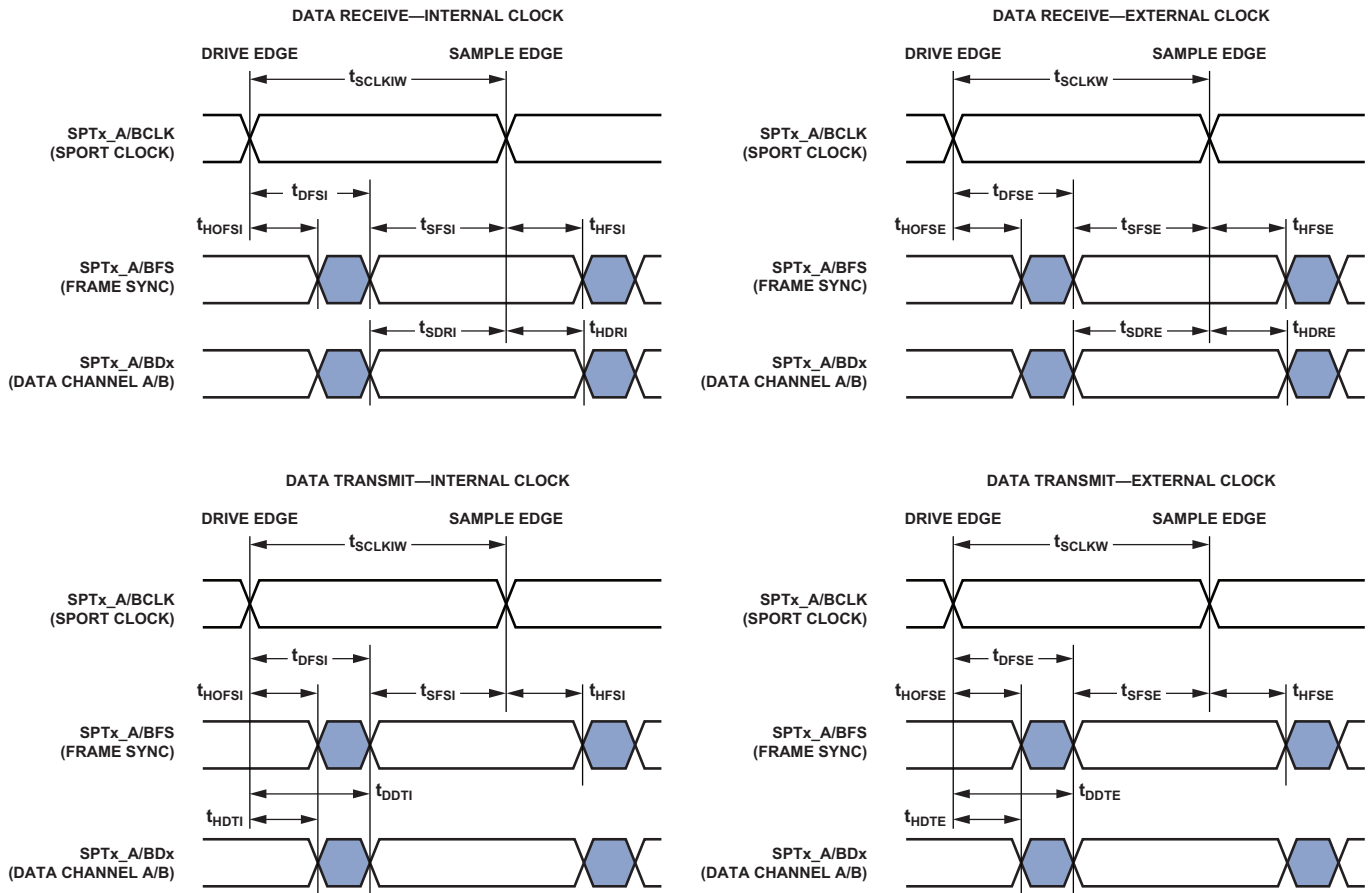 DATA RECEIVE—INTERNAL CLOCK
DRIVE EDGE SAMPLE EDGE
tSCLKIW
SPTx_A/BCLK
(SPORT CLOCK)
tDFSI
tHOFSI tSFSI tHFSI
SPTx_A/BFS
(FRAME SYNC)
tSDRI tHDRI
SPTx_A/BDx
(DATA CHANNEL A/B)
DATA RECEIVE—EXTERNAL CLOCK
DRIVE EDGE SAMPLE EDGE
tSCLKW
SPTx_A/BCLK
(SPORT CLOCK)
tDFSE
tHOFSE tSFSE tHFSE
SPTx_A/BFS
(FRAME SYNC)
tSDRE tHDRE
SPTx_A/BDx
(DATA CHANNEL A/B)
DATA TRANSMIT—INTERNAL CLOCK
DRIVE EDGE SAMPLE EDGE
tSCLKIW
SPTx_A/BCLK
(SPORT CLOCK)
tDFSI
tHOFSI tSFSI tHFSI
SPTx_A/BFS
(FRAME SYNC)
tDDTI
tHDTI
SPTx_A/BDx
(DATA CHANNEL A/B)
DATA TRANSMIT—EXTERNAL CLOCK
DRIVE EDGE SAMPLE EDGE
tSCLKW
SPTx_A/BCLK
(SPORT CLOCK)
tDFSE
tHOFSE tSFSE tHFSE
SPTx_A/BFS
(FRAME SYNC)
tDDTE
tHDTE
SPTx_A/BDx
(DATA CHANNEL A/B)